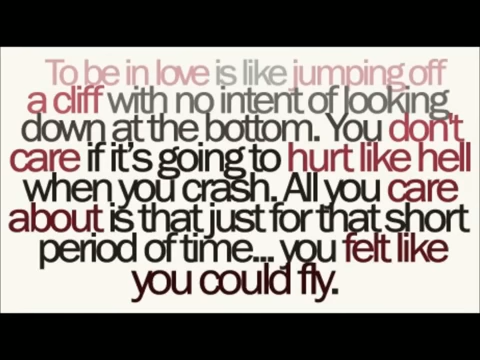 To be in love is like jumping off
a cliff with no intent of looking
down at the bottom. You don't
care if it's going to hurt like hell
when you crash. All you care
about is that just for that short
period of time... you felt like
you could fly.